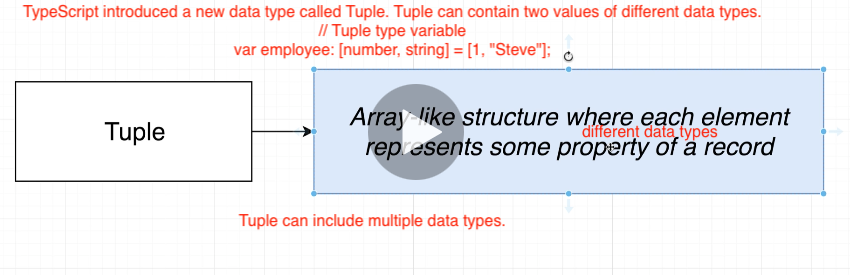 TypeScript introduced a new data type called Tuple. Tuple can contain two values of different data types.
// Tuple type variable
var employee: [number, string] = [1, "Steve"];
Tuple
Array-like structure where each element
different data types
represents some property of a record
Tuple can include multiple data types.